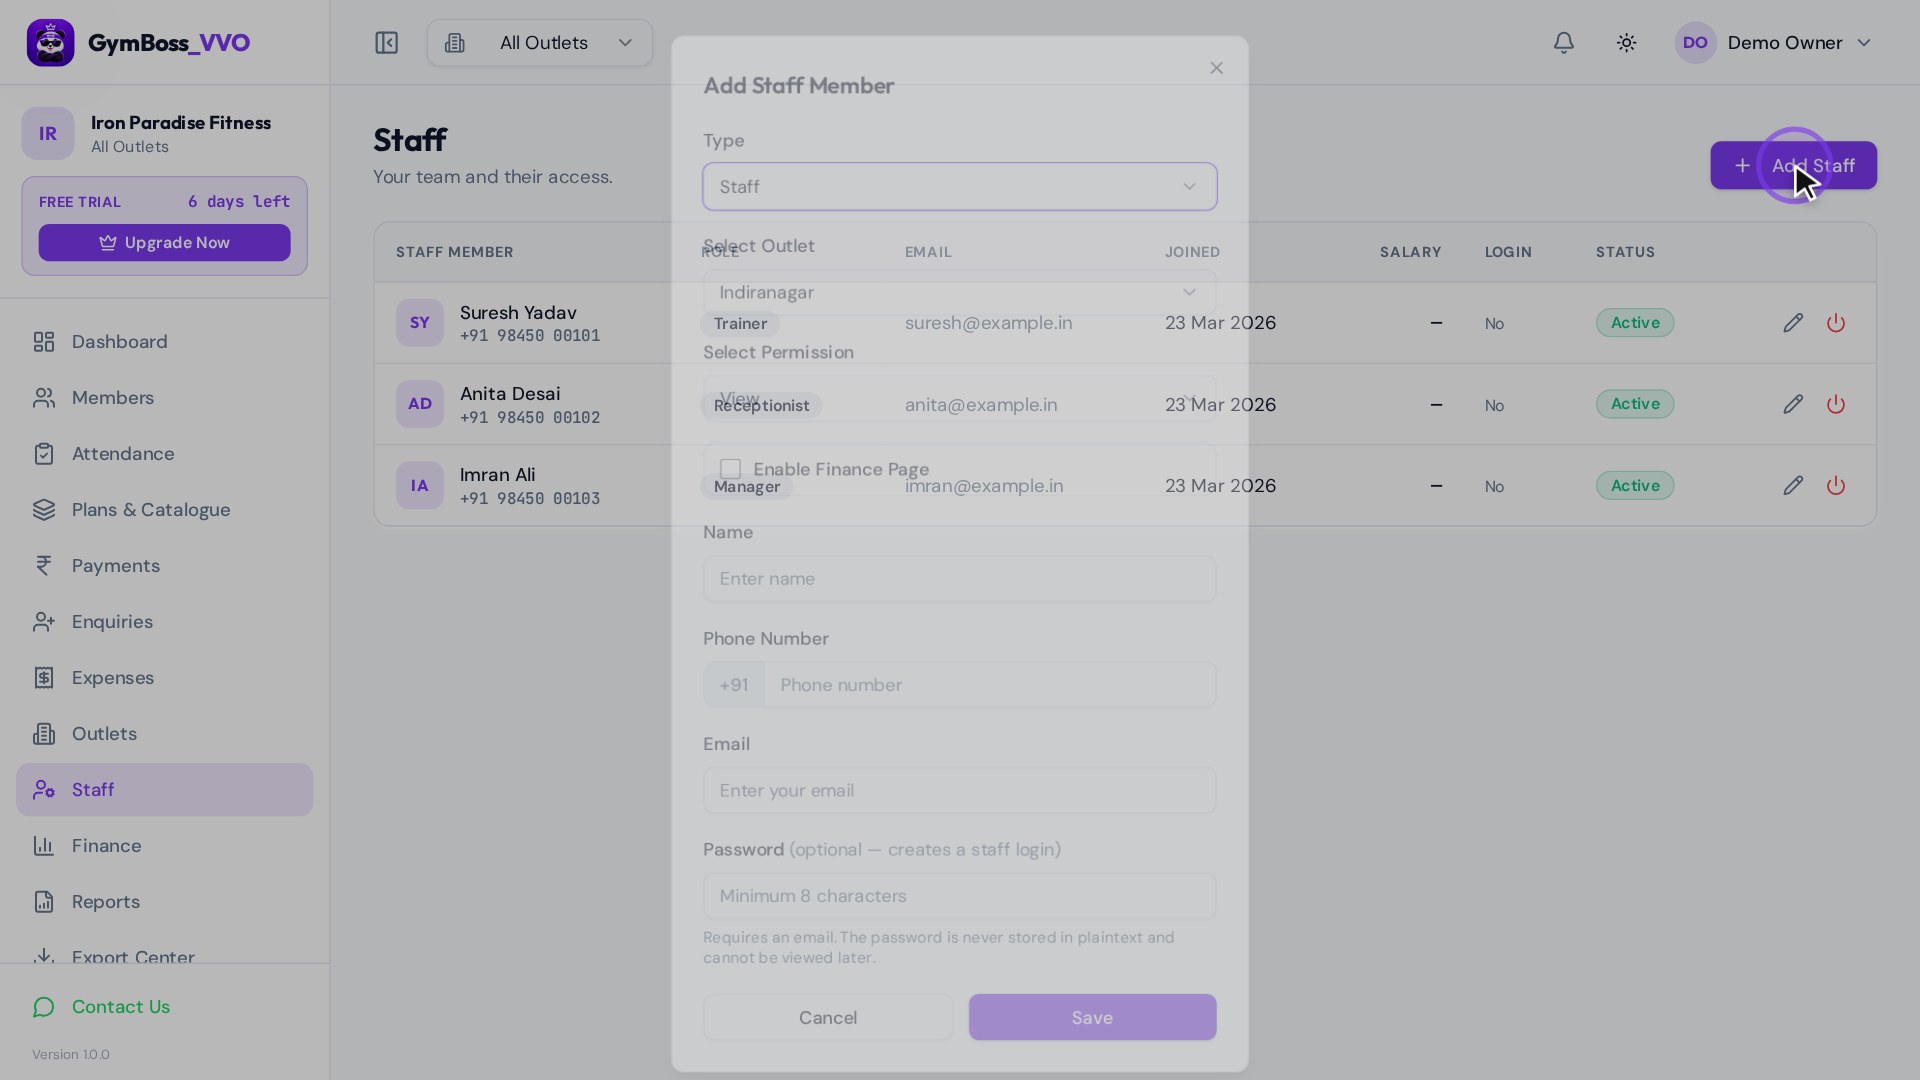 GymBoss_VVO
All Outlets
DO
Demo Owner
IR
Iron Paradise Fitness
All Outlets
FREE TRIAL
6 days left
Upgrade Now
Dashboard
Members
Attendance
Plans & Catalogue
Payments
Enquiries
Expenses
Outlets
Staff
Finance
Reports
Export Center
Contact Us
Version 1.0.0
Staff
Your team and their access.
Add Staff
STAFF MEMBER ROLE EMAIL JOINED SALARY LOGIN STATUS
SY Suresh Yadav Trainer suresh@example.in 23 Mar 2026 – No Active
+91 98450 00101
AD Anita Desai Receptionist anita@example.in 23 Mar 2026 – No Active
+91 98450 00102
IA Imran Ali Manager imran@example.in 23 Mar 2026 – No Active
+91 98450 00103
Add Staff Member
Type
Staff
Select Outlet
Indiranagar
Select Permission
View
Enable Finance Page
Name
Enter name
Phone Number
+91 Phone number
Email
Enter your email
Password (optional — creates a staff login)
Minimum 8 characters
Requires an email. The password is never stored in plaintext and
cannot be viewed later.
Cancel
Save